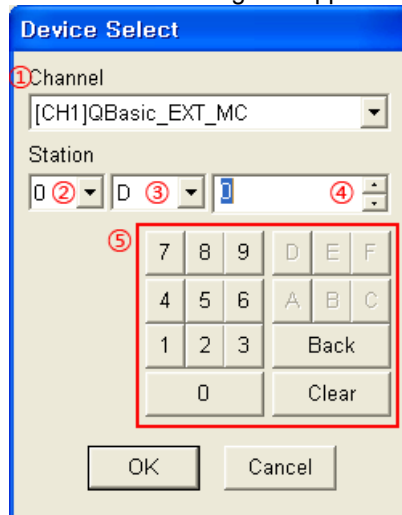 Device Select
①Channel
[CH1]QBasic_EXT_MC
Station
0 ② D ③ 0 ④
⑤
7 8 9 D E F
4 5 6 A B C
1 2 3 Back
0 Clear
OK Cancel